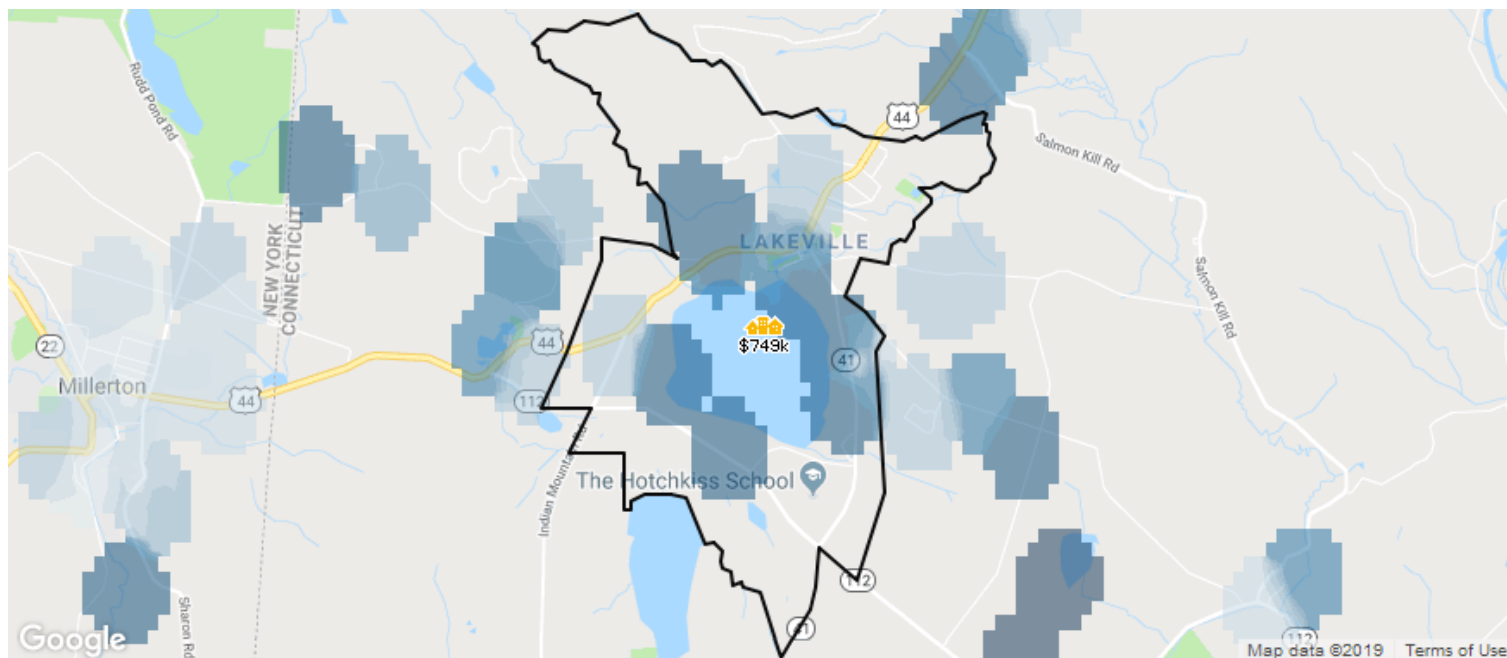 Rudd Pond Rd
44
Salmon Kill Rd
NEW YORK
CONNECTICUT
LAKEVILLE
Salmon Kill Rd
22
44
$749k
41
Millerton
44
112
Indian Mountain Rd
The Hotchkiss School
112
Sharon Rd
41
112
Google
Map data ©2019
Terms of Use